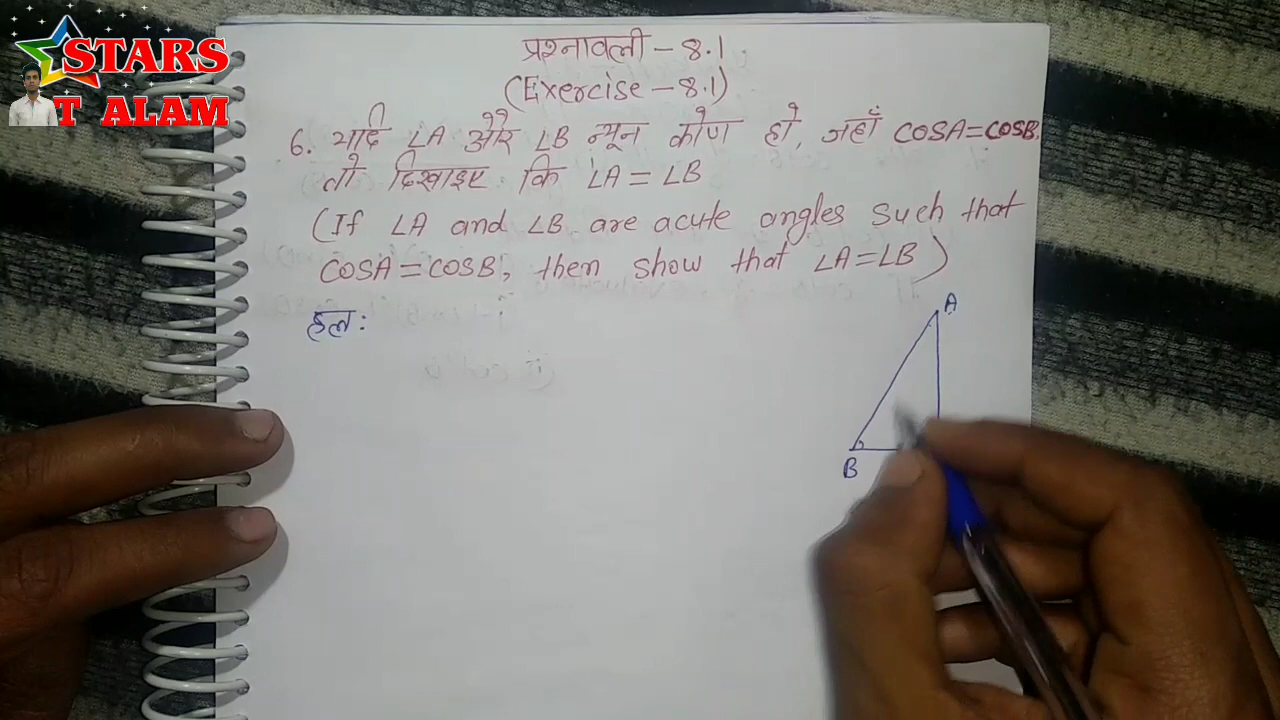 STARS
T ALAM
प्रश्नावली - 8.1
(Exercise - 8.1)
6. यदि ∠A और ∠B न्यून कोण हो, जहाँ COSA=COSB.
तो दिखाइए कि ∠A = ∠B
(If ∠A and ∠B are acute angles such that
COSA = COSB, then show that ∠A=∠B)
हल:
A
B